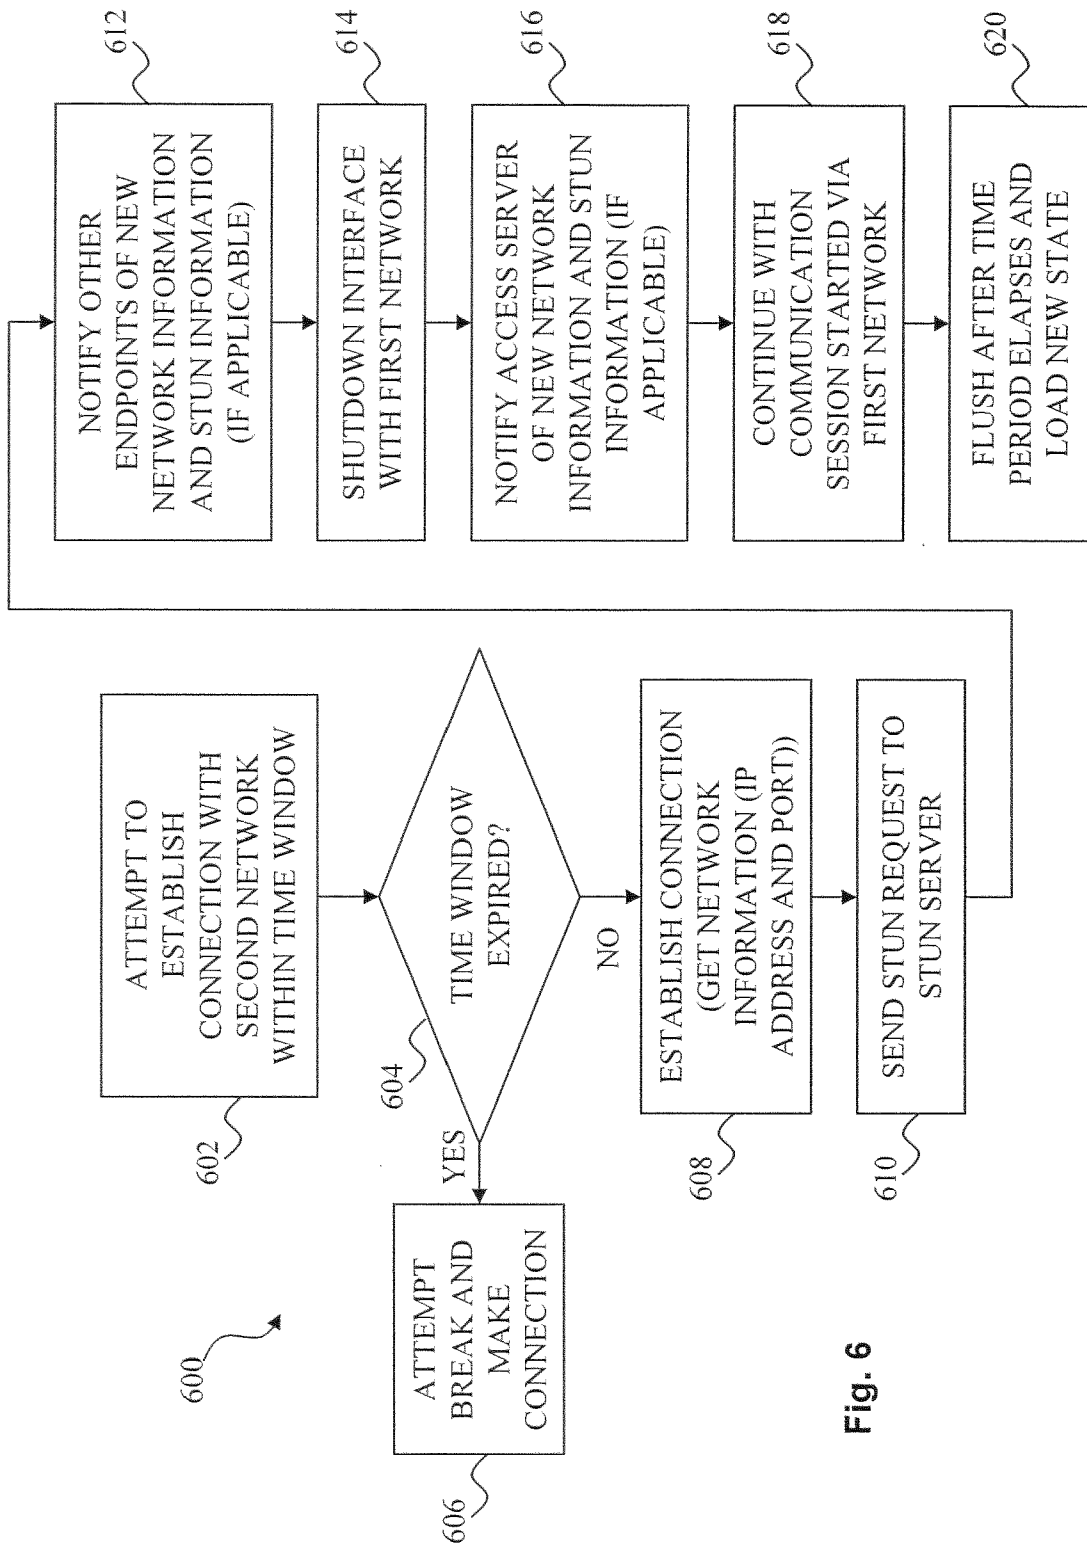 600
ATTEMPT TO
ESTABLISH
CONNECTION WITH
SECOND NETWORK
WITHIN TIME WINDOW
602
TIME WINDOW
EXPIRED?
604
YES
ATTEMPT
BREAK AND
MAKE
CONNECTION
606
NO
ESTABLISH CONNECTION
(GET NETWORK
INFORMATION (IP
ADDRESS AND PORT))
608
SEND STUN REQUEST TO
STUN SERVER
610
NOTIFY OTHER
ENDPOINTS OF NEW
NETWORK INFORMATION
AND STUN INFORMATION
(IF APPLICABLE)
612
SHUTDOWN INTERFACE
WITH FIRST NETWORK
614
NOTIFY ACCESS SERVER
OF NEW NETWORK
INFORMATION AND STUN
INFORMATION (IF
APPLICABLE)
616
CONTINUE WITH
COMMUNICATION
SESSION STARTED VIA
FIRST NETWORK
618
FLUSH AFTER TIME
PERIOD ELAPSES AND
LOAD NEW STATE
620
Fig. 6